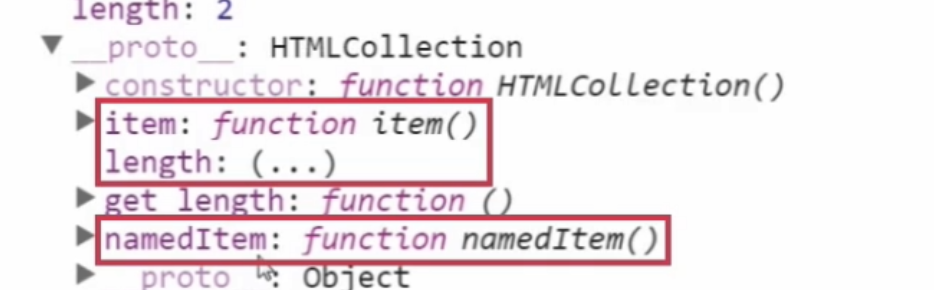 length: 2
▼ __proto__: HTMLCollection
▶ constructor: function HTMLCollection()
▶ item: function item()
length: (...)
▶ get length: function ()
▶ namedItem: function namedItem()
▶ __proto__: Object